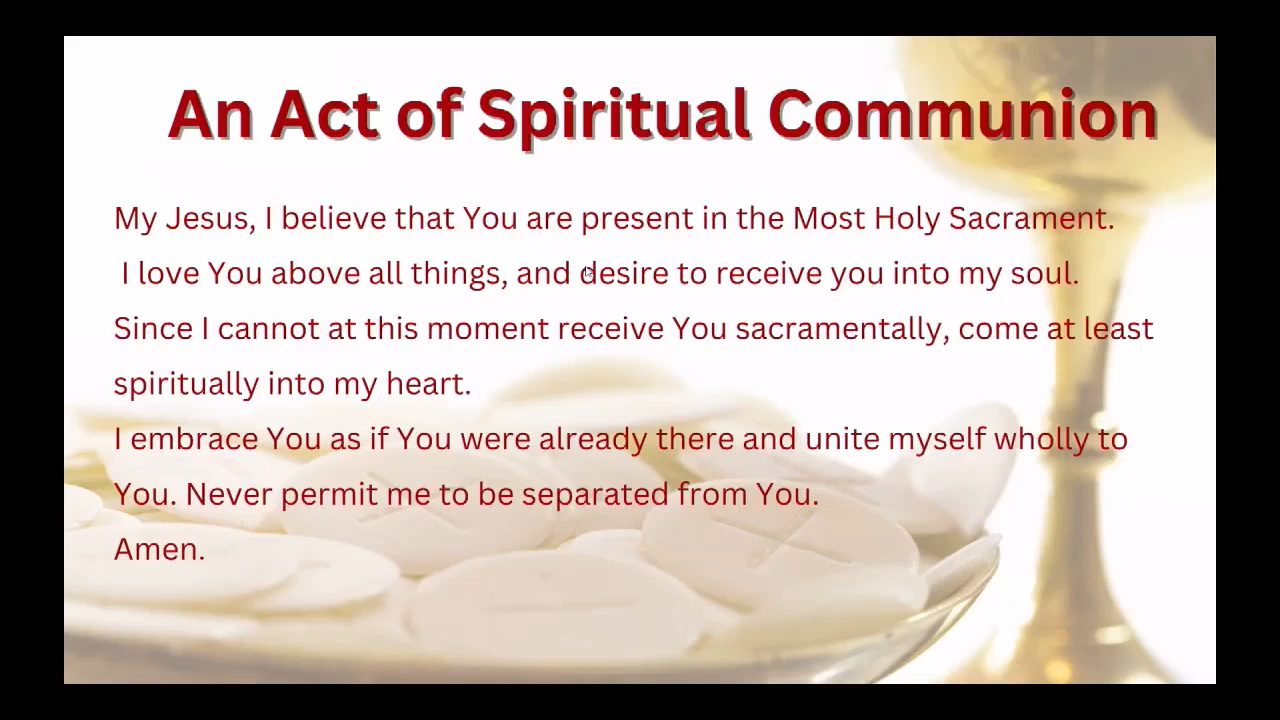 An Act of Spiritual Communion
My Jesus, I believe that You are present in the Most Holy Sacrament.
I love You above all things, and desire to receive you into my soul.
Since I cannot at this moment receive You sacramentally, come at least
spiritually into my heart.
I embrace You as if You were already there and unite myself wholly to
You. Never permit me to be separated from You.
Amen.